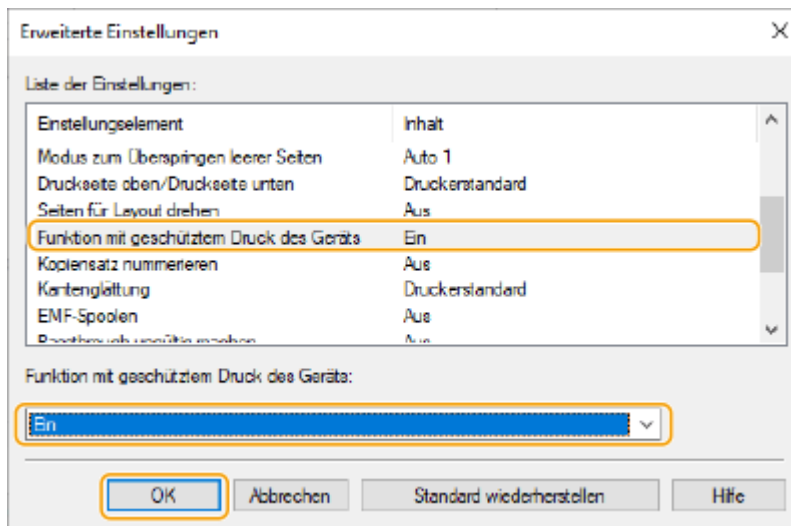 Erweiterte Einstellungen
Liste der Einstellungen:
Einstellungselement Inhalt
Modus zum Überspringen leerer Seiten Auto 1
Druckseite oben/Druckseite unten Druckerstandard
Seiten für Layout drehen Aus
Funktion mit geschütztem Druck des Geräts Ein
Kopiensatz nummerieren Aus
Kantenglättung Druckerstandard
EMF-Spoolen Aus
Funktion mit geschütztem Druck des Geräts:
Ein
OK Abbrechen Standard wiederherstellen Hilfe